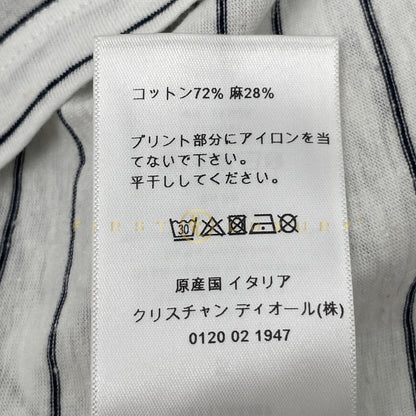 コットン72% 麻28%
プリント部分にアイロンを当
てないで下さい。
平干ししてください。
30
原産国 イタリア
クリスチャン ディオール(株)
0120 02 1947